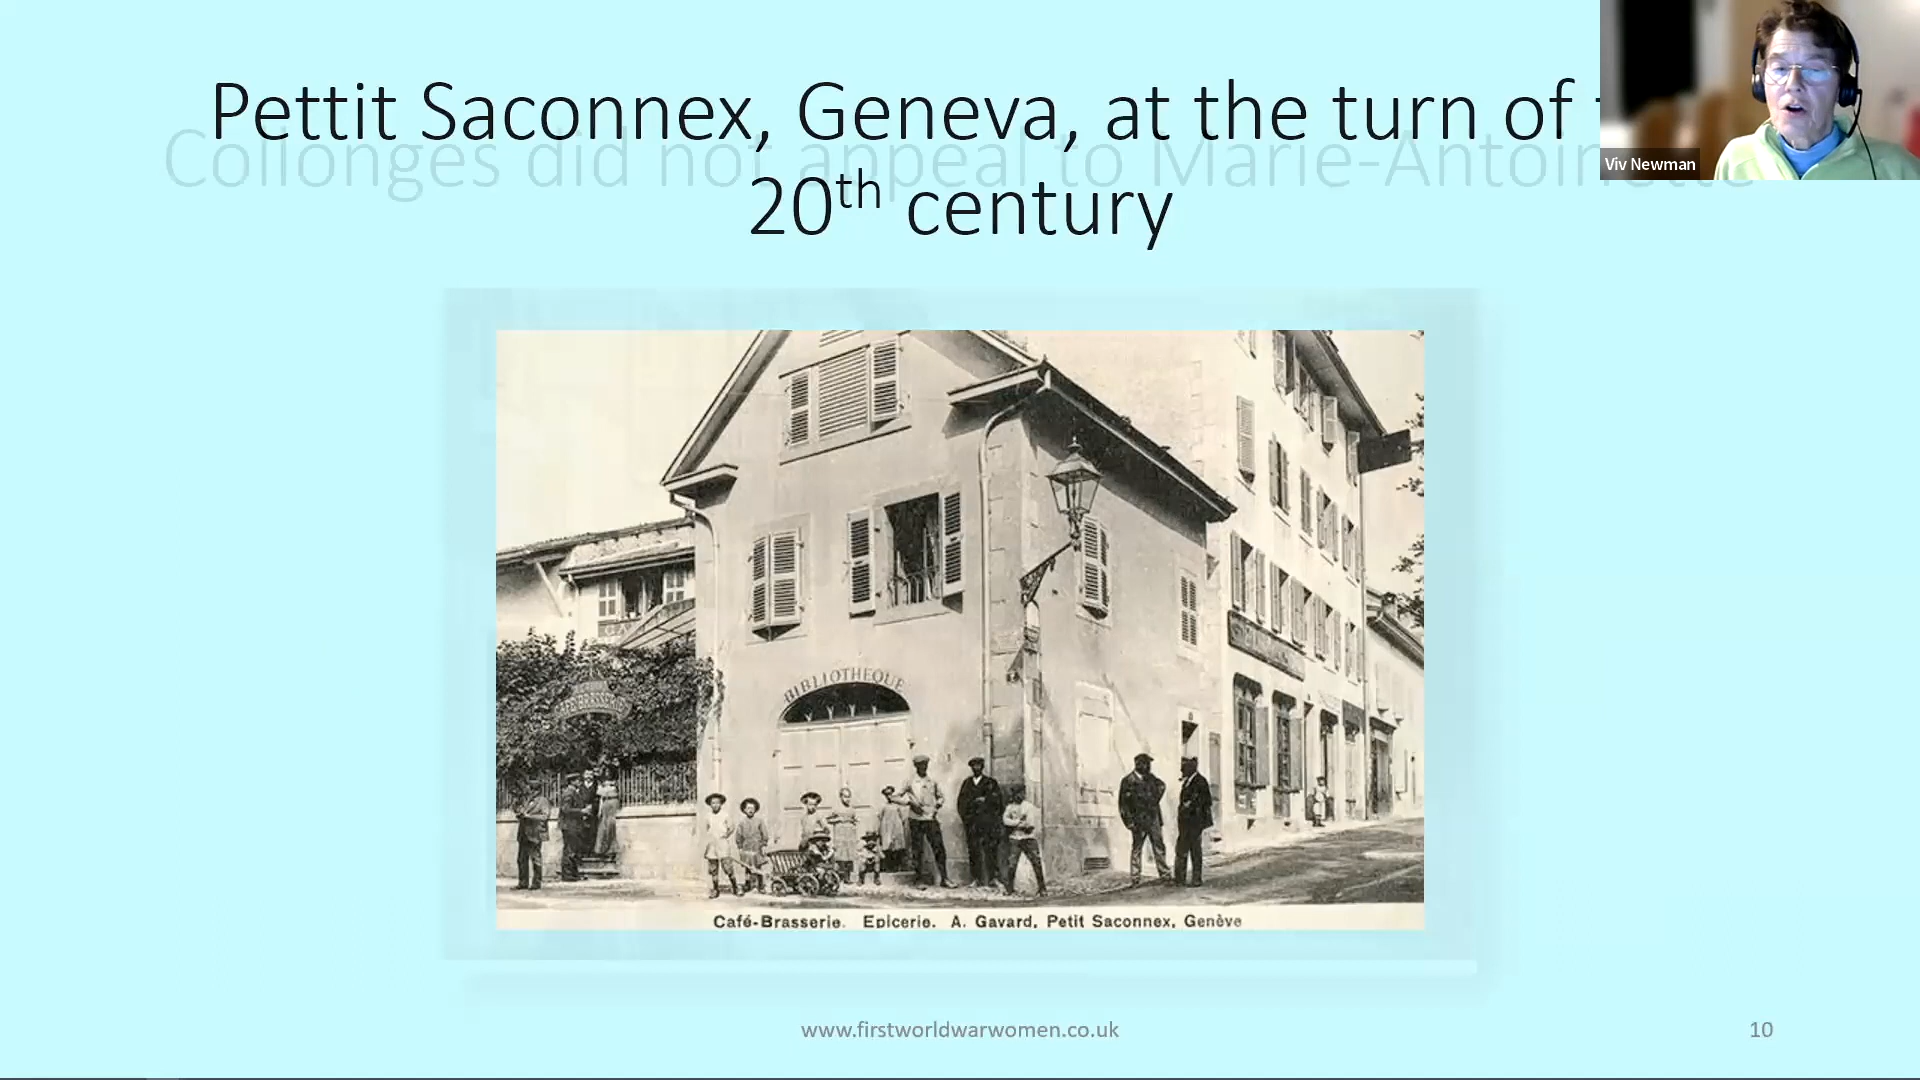 Pettit Saconnex, Geneva, at the turn of
20th century
Collonges did not appeal to Marie-Antoinette
Viv Newman
BIBLIOTHEQUE
Café-Brasserie. Epicerie. A. Gavard, Petit Saconnex, Genève
www.firstworldwarwomen.co.uk
10